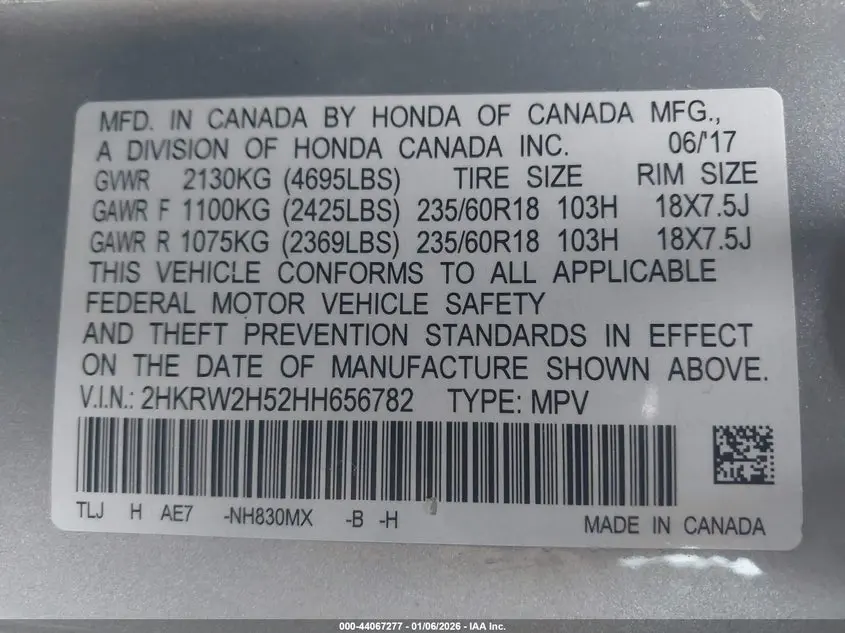 MFD. IN CANADA BY HONDA OF CANADA MFG.,
A DIVISION OF HONDA CANADA INC. 06/'17
GVWR 2130KG (4695LBS) TIRE SIZE RIM SIZE
GAWR F 1100KG (2425LBS) 235/60R18 103H 18X7.5J
GAWR R 1075KG (2369LBS) 235/60R18 103H 18X7.5J
THIS VEHICLE CONFORMS TO ALL APPLICABLE
FEDERAL MOTOR VEHICLE SAFETY
AND THEFT PREVENTION STANDARDS IN EFFECT
ON THE DATE OF MANUFACTURE SHOWN ABOVE.
V.I.N.: 2HKRW2H52HH656782 TYPE: MPV
TLJ H AE7 -NH830MX -B -H MADE IN CANADA
000-44067277 - 01/06/2026 - IAA Inc.